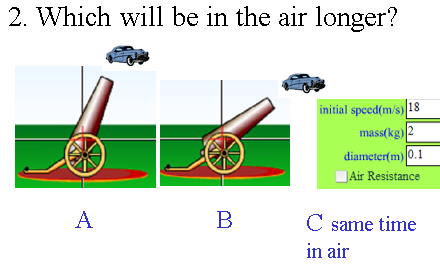 2. Which will be in the air longer?
initial speed(m/s) 18
mass(kg) 2
diameter(m) 0.1
Air Resistance
A
B
C same time
in air